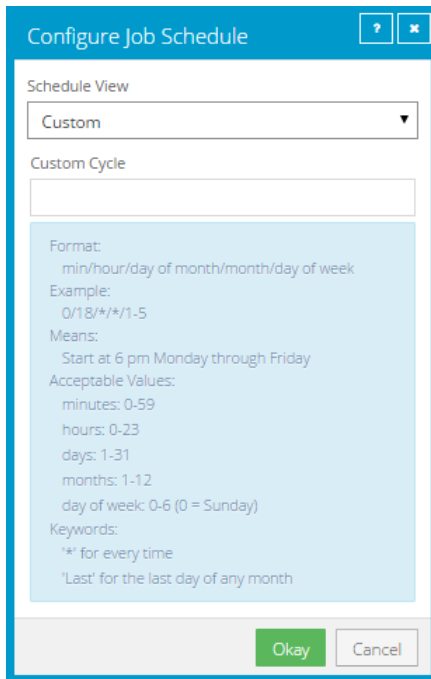 Configure Job Schedule
?
x
Schedule View
Custom
Custom Cycle
Format:
min/hour/day of month/month/day of week
Example:
0/18/*/*/1-5
Means:
Start at 6 pm Monday through Friday
Acceptable Values:
minutes: 0-59
hours: 0-23
days: 1-31
months: 1-12
day of week: 0-6 (0 = Sunday)
Keywords:
'*' for every time
'Last' for the last day of any month
Okay
Cancel